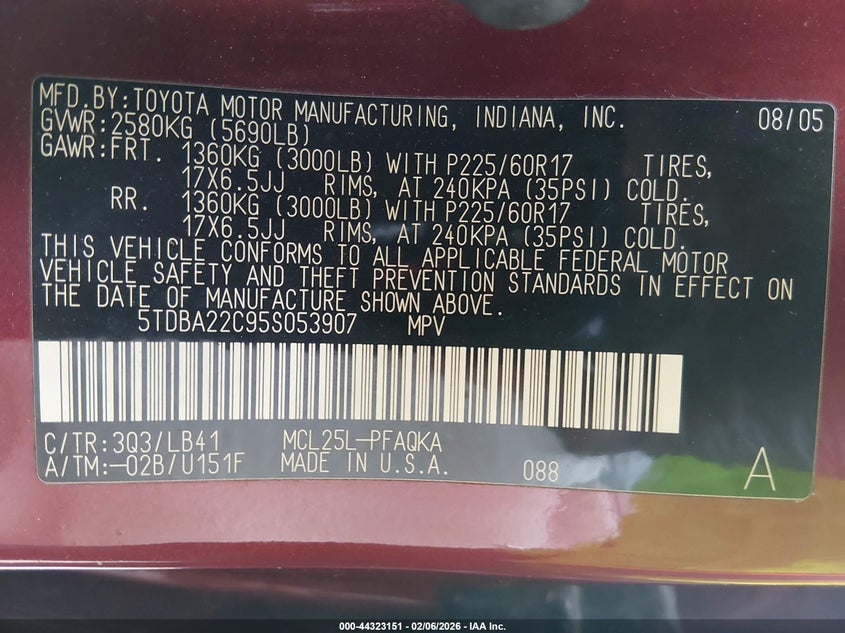 MFD.BY:TOYOTA MOTOR MANUFACTURING, INDIANA, INC. 08/05
GVWR:2580KG (5690LB)
GAWR:FRT. 1360KG (3000LB) WITH P225/60R17 TIRES,
17X6.5JJ RIMS, AT 240KPA (35PSI) COLD.
RR. 1360KG (3000LB) WITH P225/60R17 TIRES,
17X6.5JJ RIMS, AT 240KPA (35PSI) COLD.
THIS VEHICLE CONFORMS TO ALL APPLICABLE FEDERAL MOTOR
VEHICLE SAFETY AND THEFT PREVENTION STANDARDS IN EFFECT ON
THE DATE OF MANUFACTURE SHOWN ABOVE.
5TDBA22C95S053907 MPV
C/TR:3Q3/LB41 MCL25L-PFAQKA
A/TM:-02B/U151F MADE IN U.S.A. 088 A
000-44323151 - 02/06/2026 - IAA Inc.